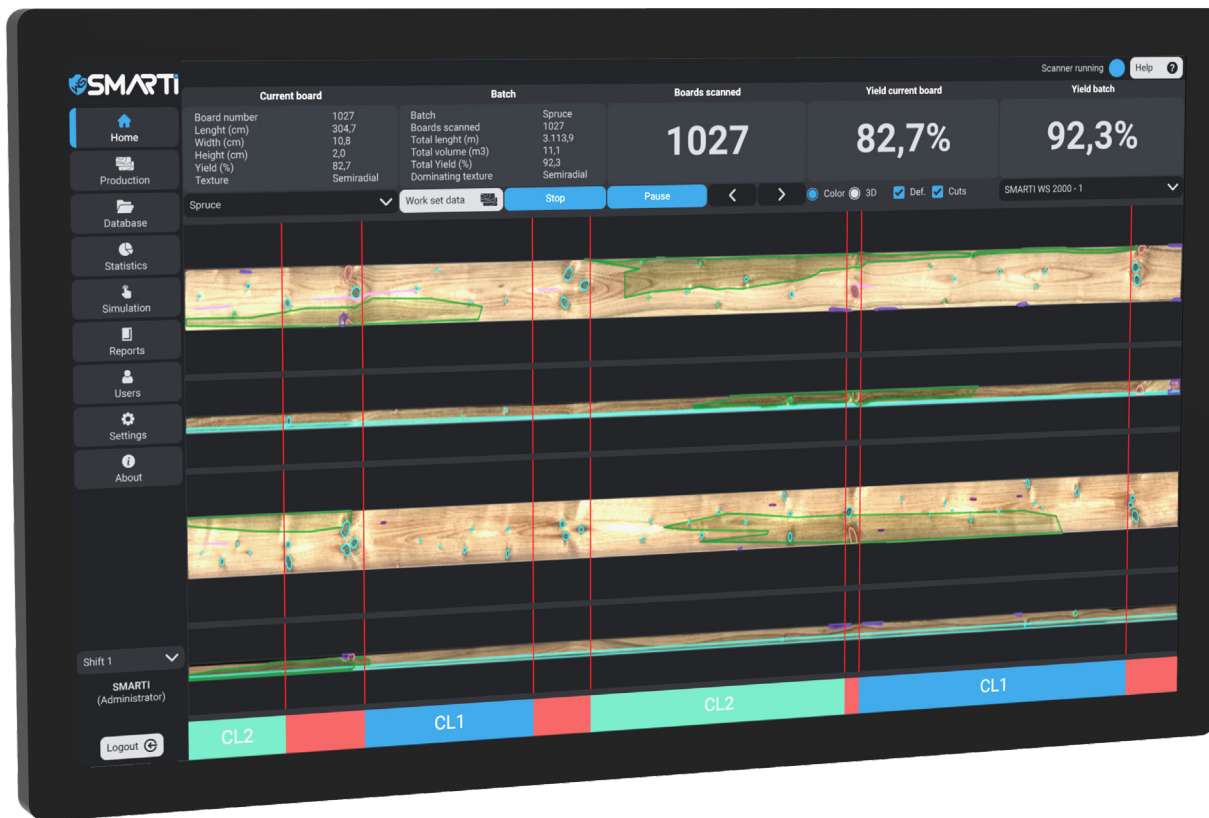 SMARTi
Scanner running
Help
Current board
Batch
Boards scanned
Yield current board
Yield batch
Board number 1027
Lenght (cm) 304,7
Width (cm) 10,8
Height (cm) 2,0
Yield (%) 82,7
Texture Semiradial
Batch Spruce
Boards scanned 1027
Total lenght (m) 3.113,9
Total volume (m3) 11,1
Total Yield (%) 92,3
Dominating texture Semiradial
1027
82,7%
92,3%
Spruce
Work set data
Stop
Pause
Color
3D
Def.
Cuts
SMARTI WS 2000 - 1
Home
Production
Database
Statistics
Simulation
Reports
Users
Settings
About
Shift 1
SMARTI
(Administrator)
Logout
CL2
CL1
CL2
CL1